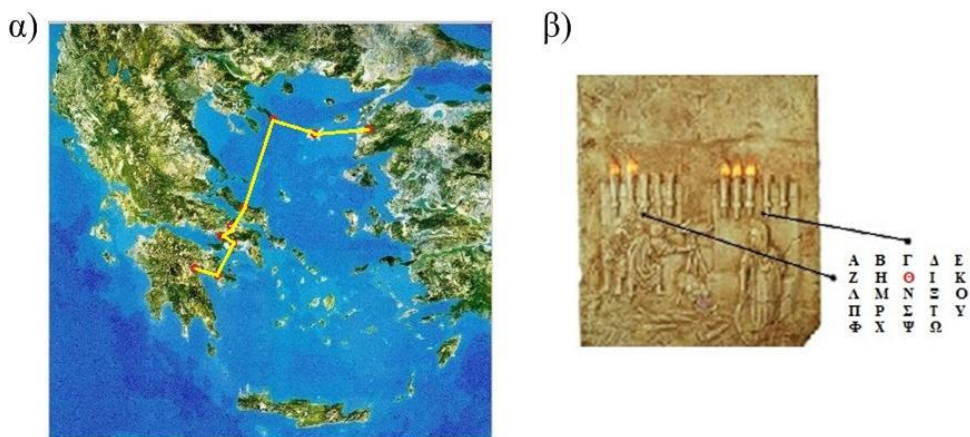 α)
β)
Α Β Γ Δ Ε
Ζ Η Θ Ι Κ
Λ Μ Ν Ξ Ο
Π Ρ Σ Τ Υ
Φ Χ Ψ Ω